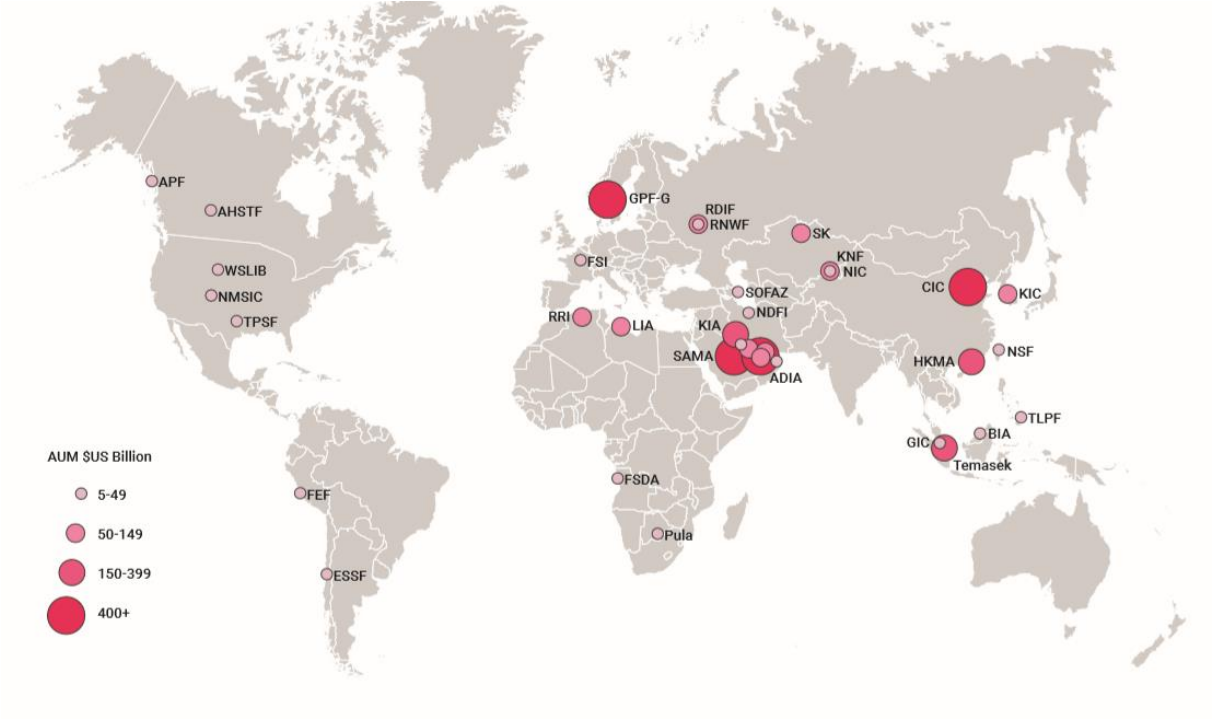 APF
AHSTF
WSLIB
NMSIC
TPSF
GPF-G
RDIF
RNWF
SK
KNF
NIC
FSI
SOFAZ
NDFI
RRI
LIA
KIA
SAMA
ADIA
CIC
KIC
HKMA
NSF
TLPF
BIA
GIC
Temasek
FSDA
Pula
FEF
ESSF
AUM $US Billion
5-49
50-149
150-399
400+